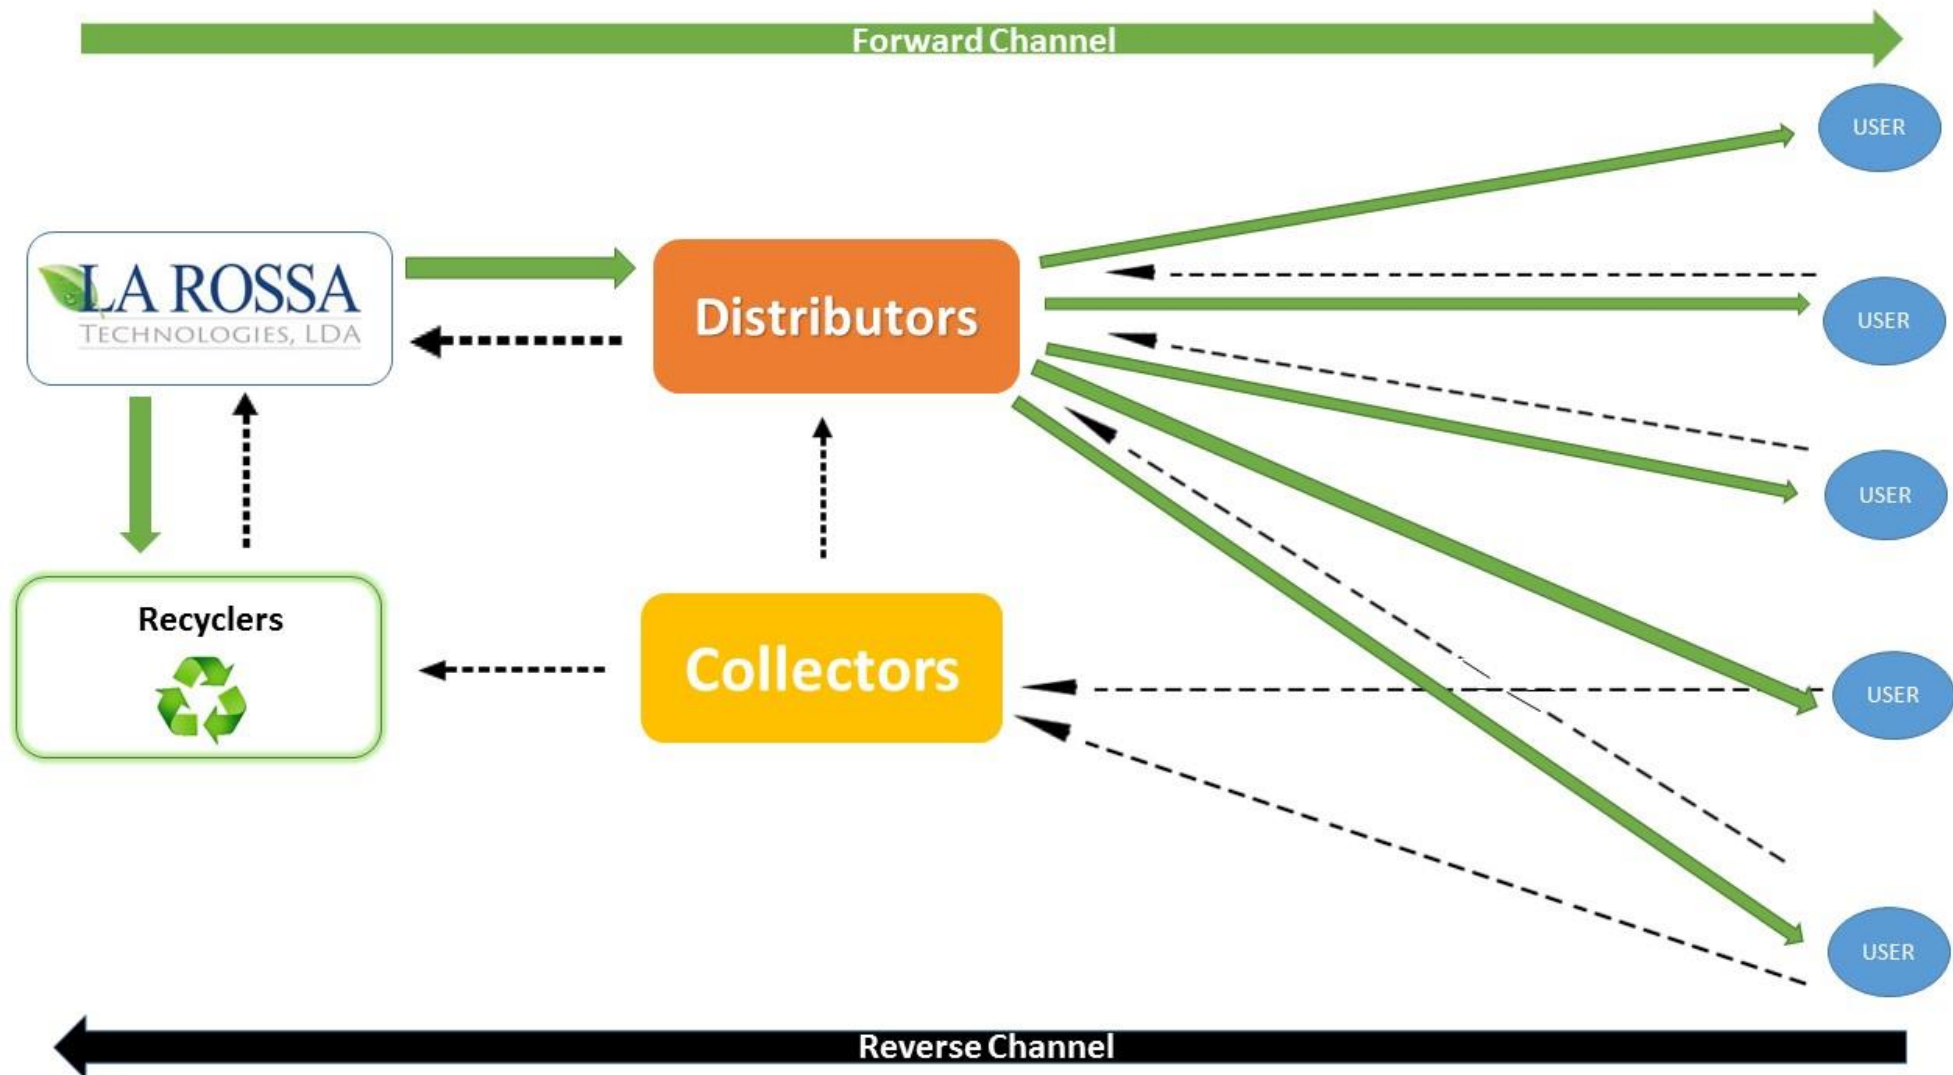 Forward Channel
USER
LA ROSSA
TECHNOLOGIES, LDA
Distributors
USER
USER
Recyclers
Collectors
USER
USER
Reverse Channel